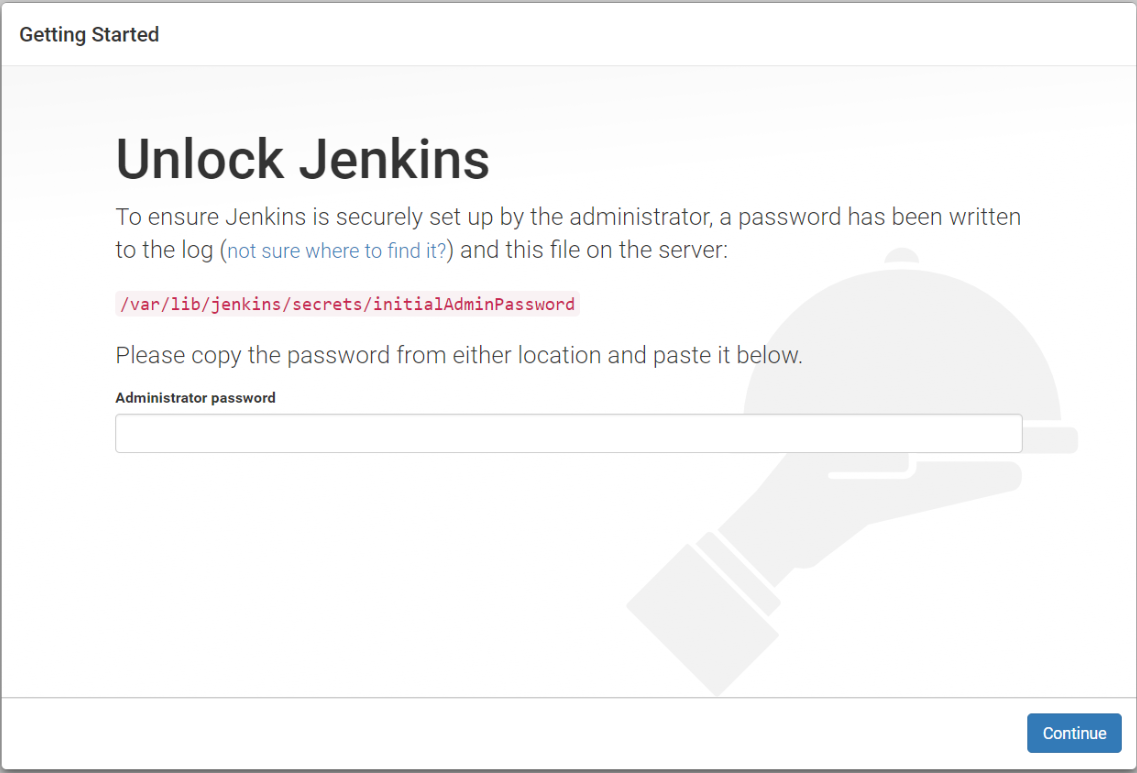 Getting Started
Unlock Jenkins
To ensure Jenkins is securely set up by the administrator, a password has been written
to the log (not sure where to find it?) and this file on the server:
/var/lib/jenkins/secrets/initialAdminPassword
Please copy the password from either location and paste it below.
Administrator password
Continue